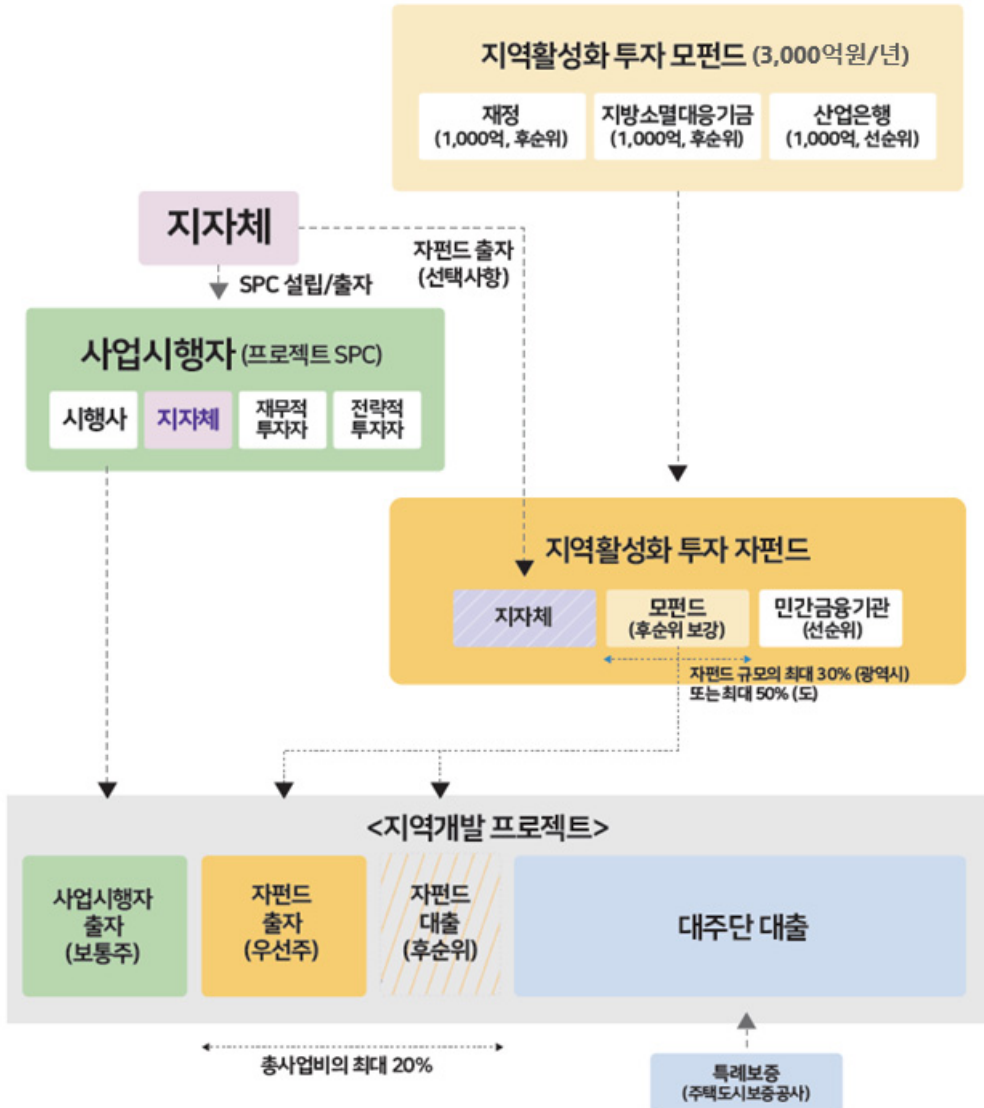 지역활성화 투자 모펀드 (3,000억원/년)
재정
(1,000억, 후순위)
지방소멸대응기금
(1,000억, 후순위)
산업은행
(1,000억, 선순위)
지자체
자펀드 출자
(선택사항)
SPC 설립/출자
사업시행자 (프로젝트 SPC)
시행사
지자체
재무적
투자자
전략적
투자자
지역활성화 투자 자펀드
지자체
모펀드
(후순위 보강)
민간금융기관
(선순위)
자펀드 규모의 최대 30% (광역시)
또는 최대 50% (도)
<지역개발 프로젝트>
사업시행자
출자
(보통주)
자펀드
출자
(우선주)
자펀드
대출
(후순위)
대주단 대출
총사업비의 최대 20%
특례보증
(주택도시보증공사)